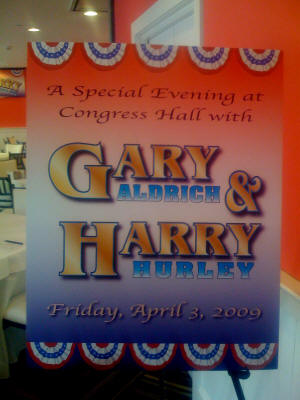 A Special Evening at
Congress Hall with
GARY
ALDRICH &
HARRY
HURLEY
Friday, April 3, 2009